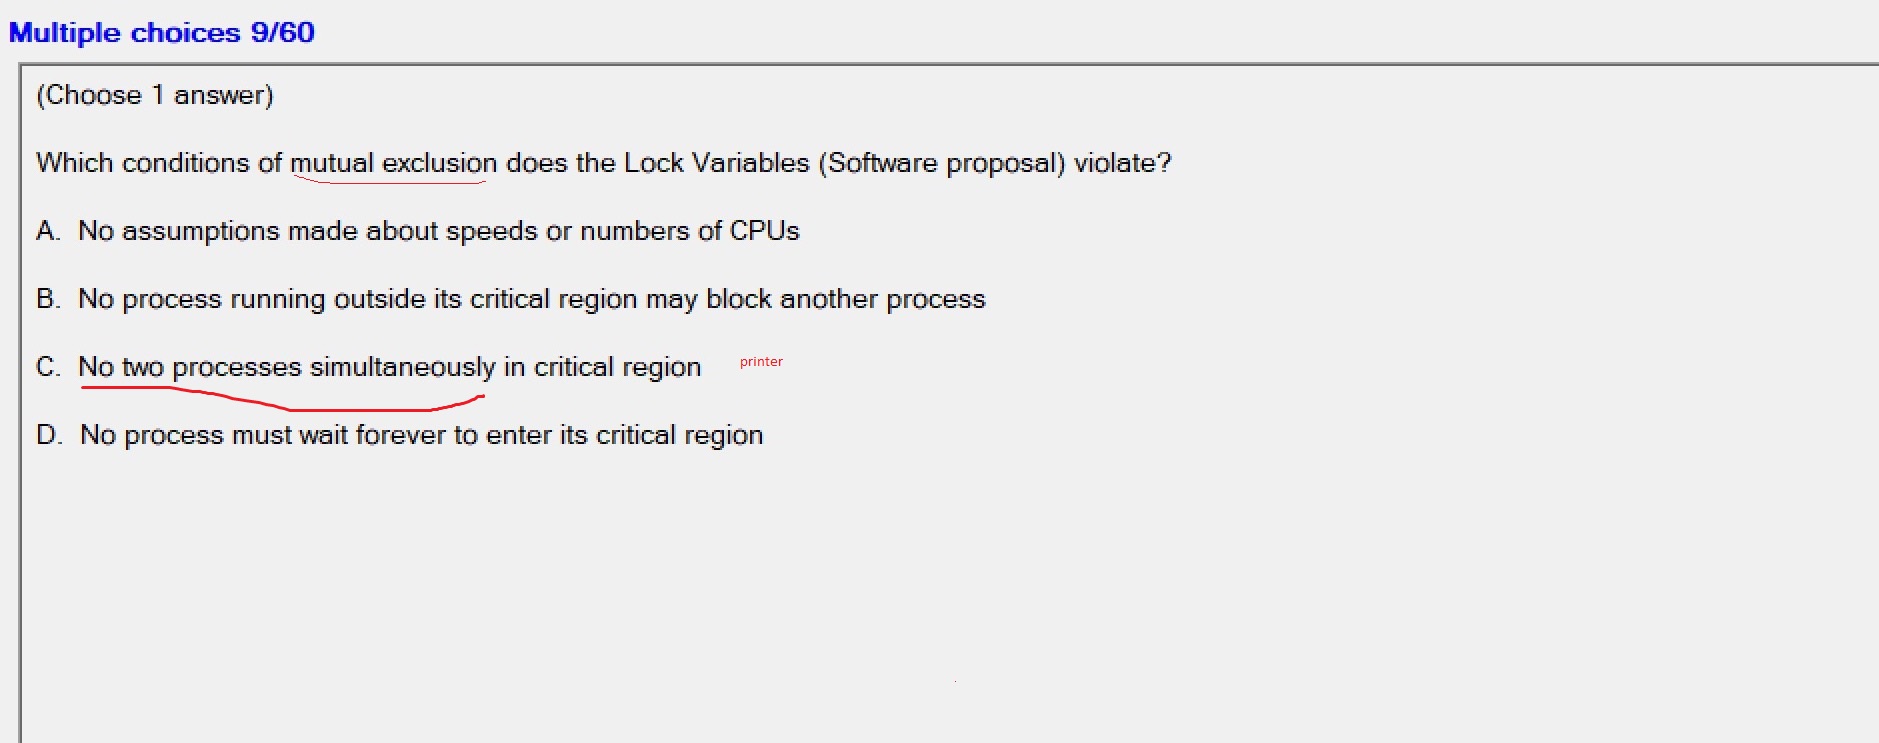 Multiple choices 9/60
(Choose 1 answer)
Which conditions of mutual exclusion does the Lock Variables (Software proposal) violate?
A. No assumptions made about speeds or numbers of CPUs
B. No process running outside its critical region may block another process
C. No two processes simultaneously in critical region printer
D. No process must wait forever to enter its critical region